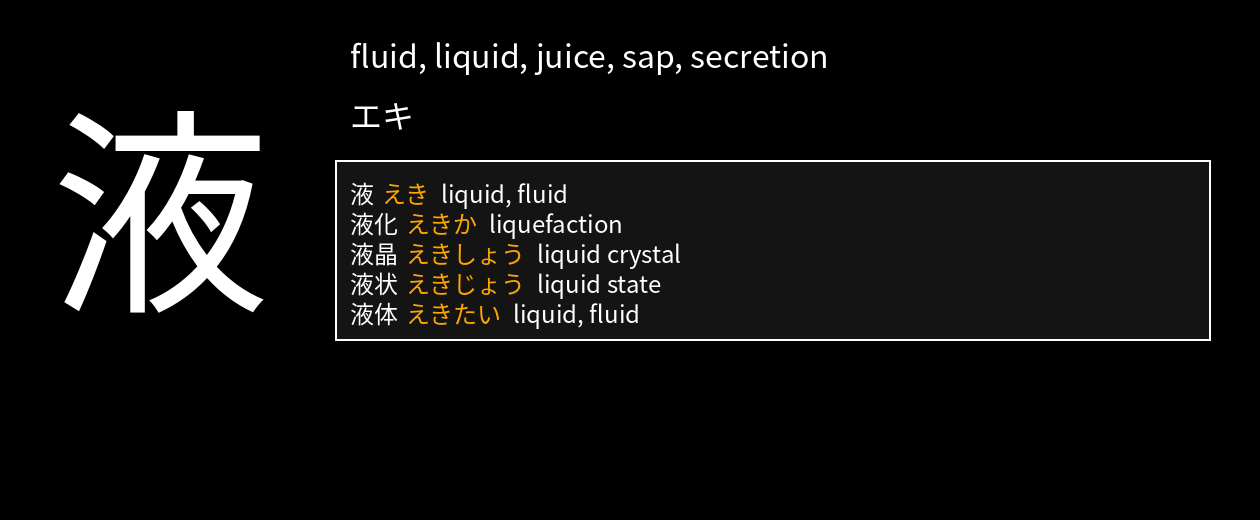 液
fluid, liquid, juice, sap, secretion
エキ
液 えき liquid, fluid
液化 えきか liquefaction
液晶 えきしょう liquid crystal
液状 えきじょう liquid state
液体 えきたい liquid, fluid